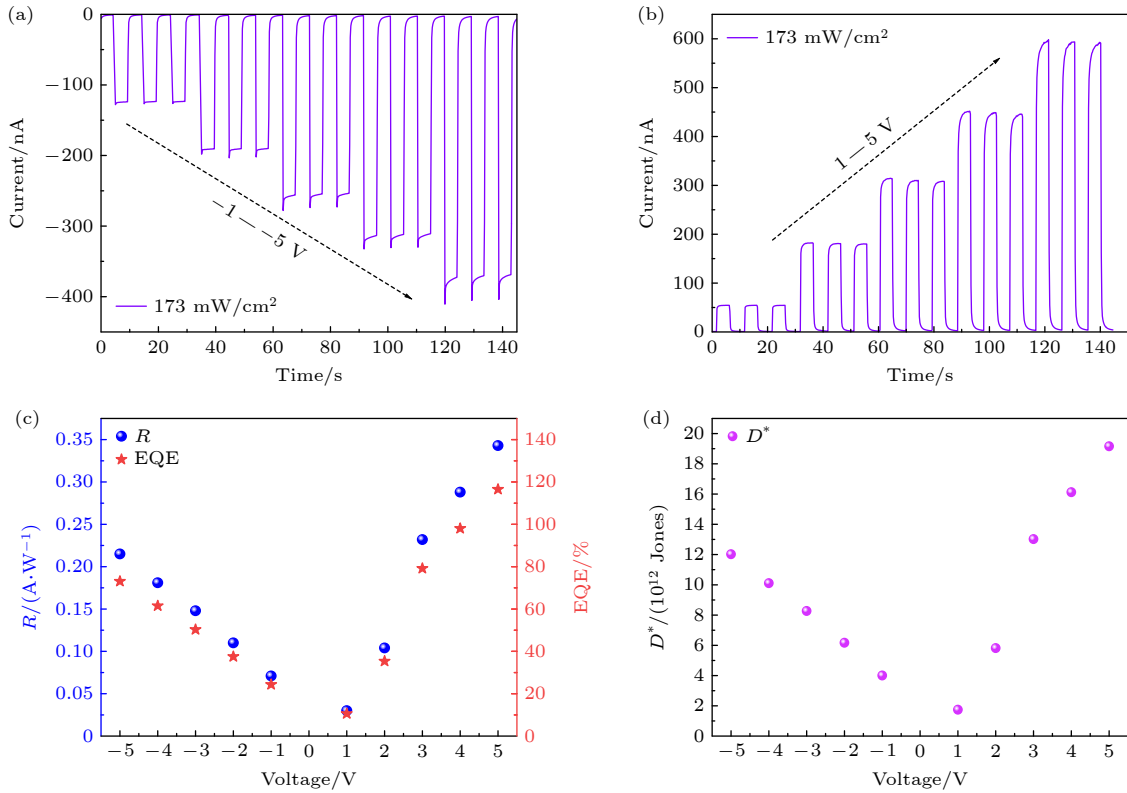 (a)
0
−100
−200
−300
−400
Current/nA
−1 — −5 V
173 mW/cm²
0 20 40 60 80 100 120 140
Time/s
(b)
600
500
400
300
200
100
0
Current/nA
173 mW/cm²
1 — 5 V
0 20 40 60 80 100 120 140
Time/s
(c)
R
EQE
0.35
0.30
0.25
0.20
0.15
0.10
0.05
0
R/(A·W⁻¹)
140
120
100
80
60
40
20
0
EQE/%
−5 −4 −3 −2 −1 0 1 2 3 4 5
Voltage/V
(d)
D*
20
18
16
14
12
10
8
6
4
2
0
D*/(10¹² Jones)
−5 −4 −3 −2 −1 0 1 2 3 4 5
Voltage/V